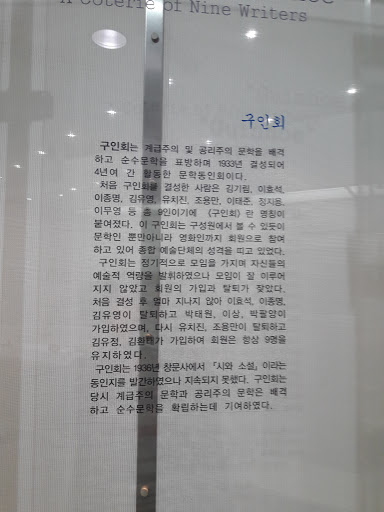 A Coterie of Nine Writers
구인회
구인회는 계급주의 및 공리주의 문학을 배격
하고 순수문학을 표방하며 1933년 결성되어
4년여 간 활동한 문학동인회이다.
처음 구인회를 결성한 사람은 김기림, 이효석,
이종명, 김유영, 유치진, 조용만, 이태준, 정지용,
이무영 등 총 9인이기에 《구인회》란 명칭이
붙여졌다. 이 구인회는 구성원에서 볼 수 있듯이
문학인 뿐만아니라 영화인까지 회원으로 참여
하고 있어 종합 예술단체의 성격을 띠고 있었다.
구인회는 정기적으로 모임을 가지며 자신들의
예술적 역량을 발휘하였으나 모임이 잘 이루어
지지 않았고 회원의 가입과 탈퇴가 잦았다.
처음 결성 후 얼마 지나지 않아 이효석, 이종명,
김유영이 탈퇴하고 박태원, 이상, 박팔양이
가입하였으며, 다시 유치진, 조용만이 탈퇴하고
김유정, 김환태가 가입하여 회원은 항상 9명을
유지하였다.
구인회는 1936년 창문사에서 『시와 소설』이라는
동인지를 발간하였으나 지속되지 못했다. 구인회는
당시 계급주의 문학과 공리주의 문학은 배격
하고 순수문학을 확립하는데 기여하였다.